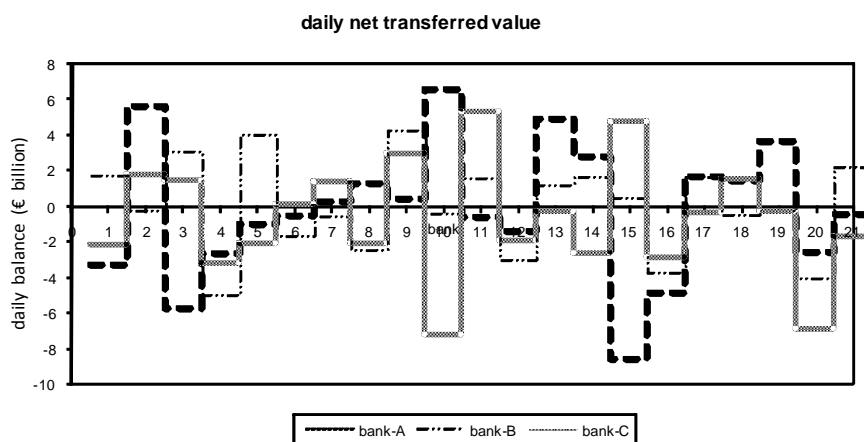 daily net transferred value
daily balance (€ billion)
8
6
4
2
0
-2
-4
-6
-8
-10
0 1 2 3 4 5 6 7 8 9 10 11 12 13 14 15 16 17 18 19 20 21
bank
bank-A bank-B bank-C